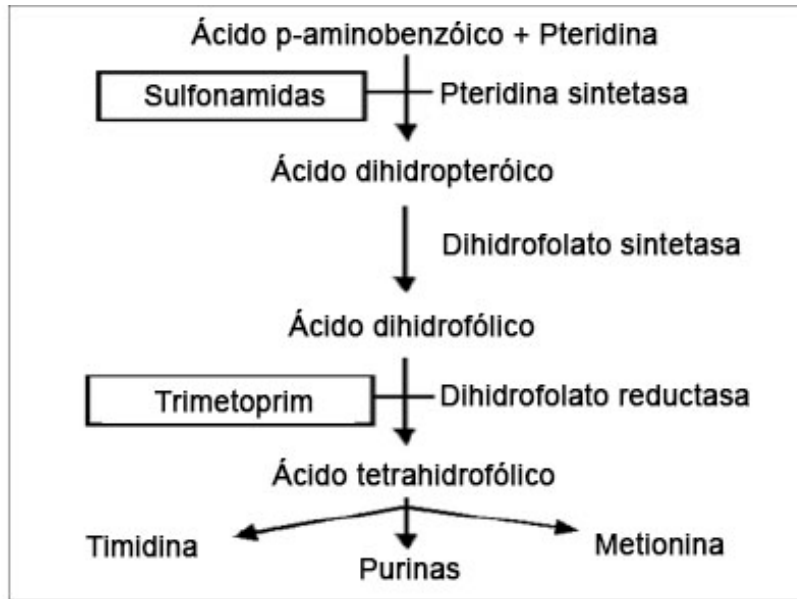 Ácido p-aminobenzóico + Pteridina
Sulfonamidas
Pteridina sintetasa
Ácido dihidropteróico
Dihidrofolato sintetasa
Ácido dihidrofólico
Trimetoprim
Dihidrofolato reductasa
Ácido tetrahidrofólico
Timidina
Purinas
Metionina